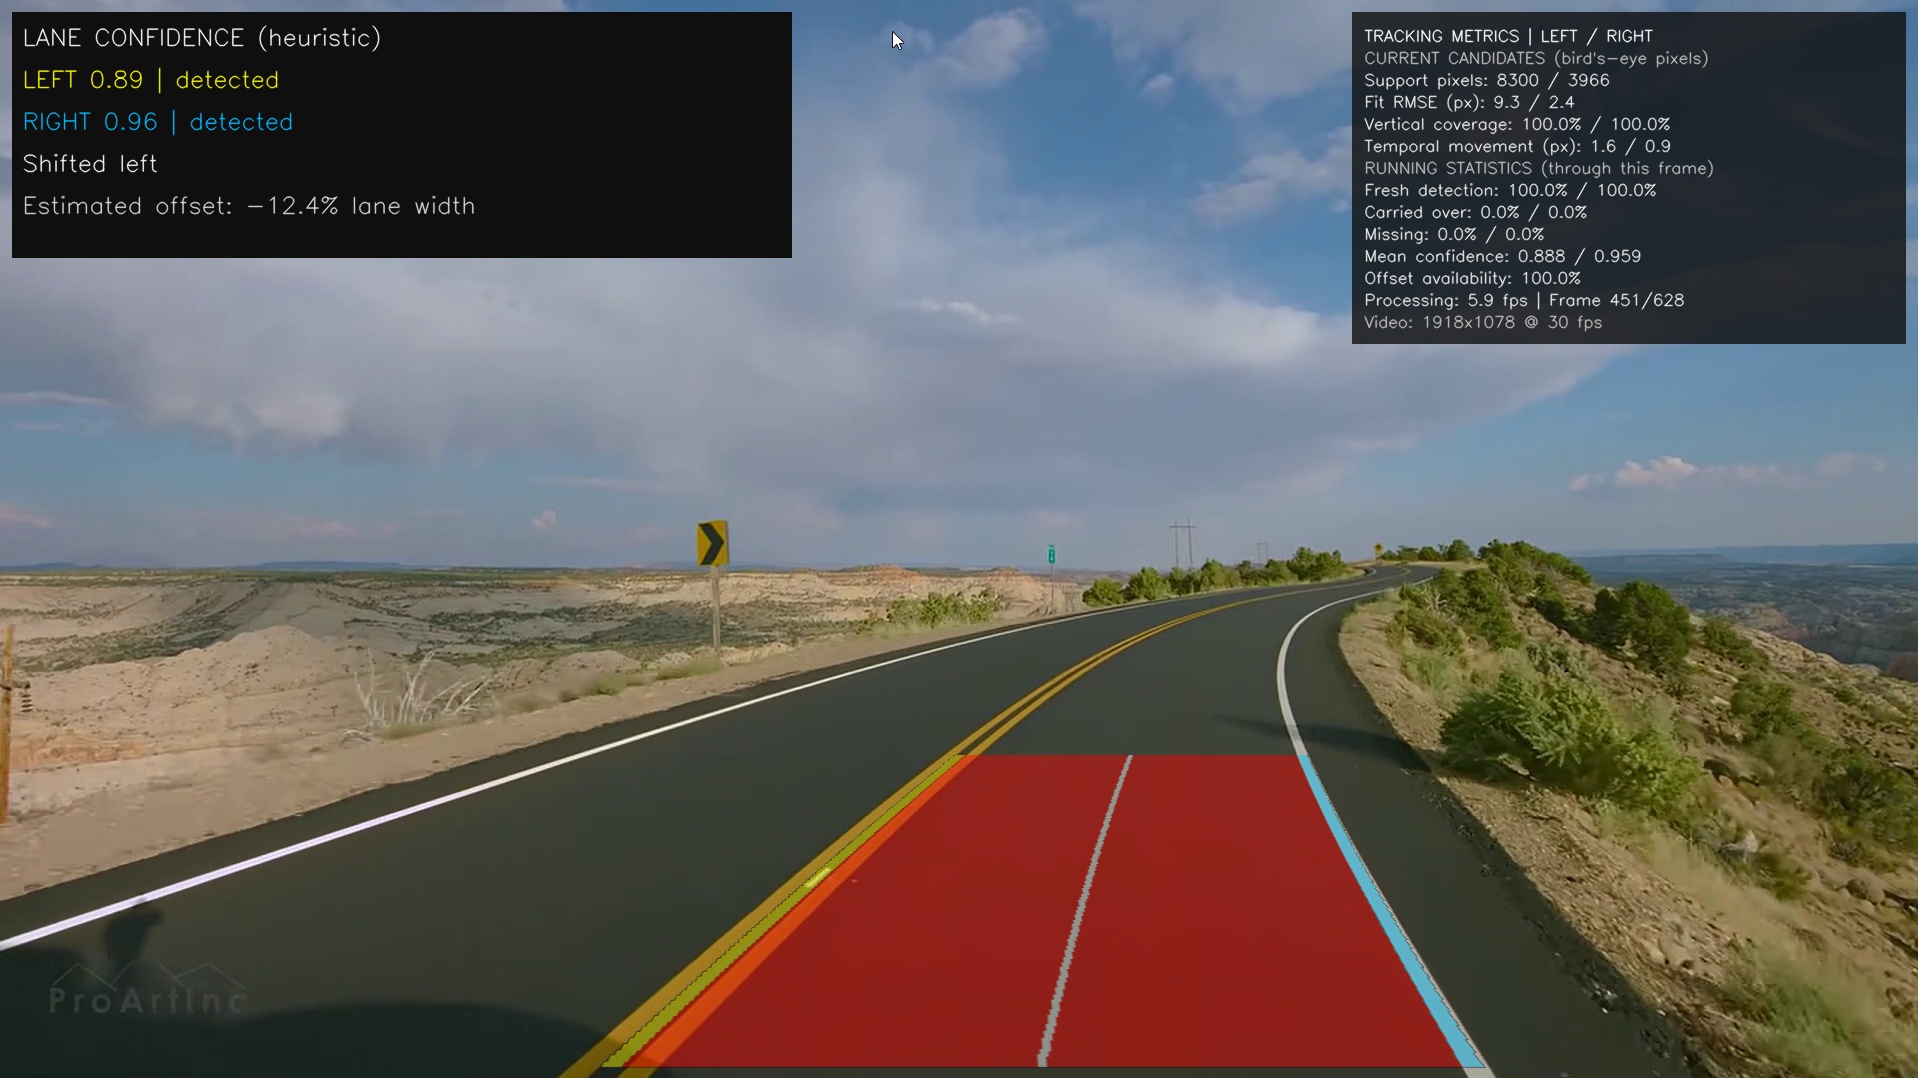 LANE CONFIDENCE (heuristic)
LEFT 0.89 | detected
RIGHT 0.96 | detected
Shifted left
Estimated offset: -12.4% lane width
TRACKING METRICS | LEFT / RIGHT
CURRENT CANDIDATES (bird's-eye pixels)
Support pixels: 8300 / 3966
Fit RMSE (px): 9.3 / 2.4
Vertical coverage: 100.0% / 100.0%
Temporal movement (px): 1.6 / 0.9
RUNNING STATISTICS (through this frame)
Fresh detection: 100.0% / 100.0%
Carried over: 0.0% / 0.0%
Missing: 0.0% / 0.0%
Mean confidence: 0.888 / 0.959
Offset availability: 100.0%
Processing: 5.9 fps | Frame 451/628
Video: 1918x1078 @ 30 fps
ProArtInc